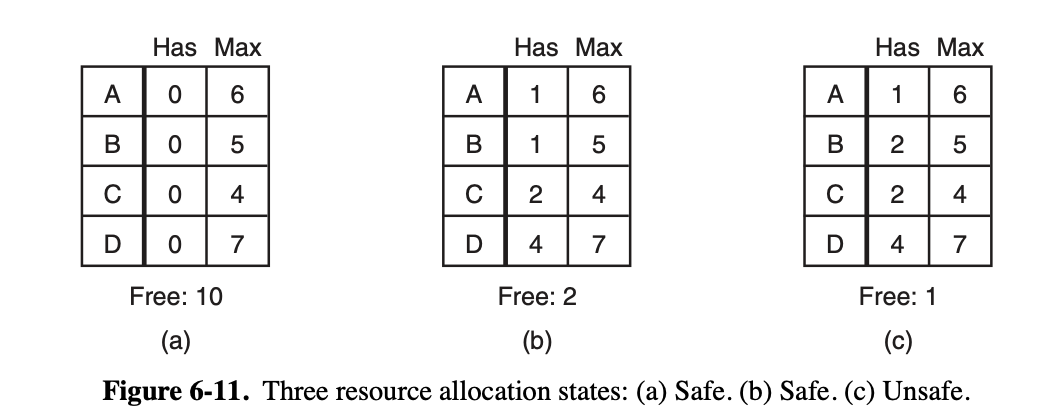 Has Max
A 0 6
B 0 5
C 0 4
D 0 7
Free: 10
(a)
Has Max
A 1 6
B 1 5
C 2 4
D 4 7
Free: 2
(b)
Has Max
A 1 6
B 2 5
C 2 4
D 4 7
Free: 1
(c)
Figure 6-11. Three resource allocation states: (a) Safe. (b) Safe. (c) Unsafe.